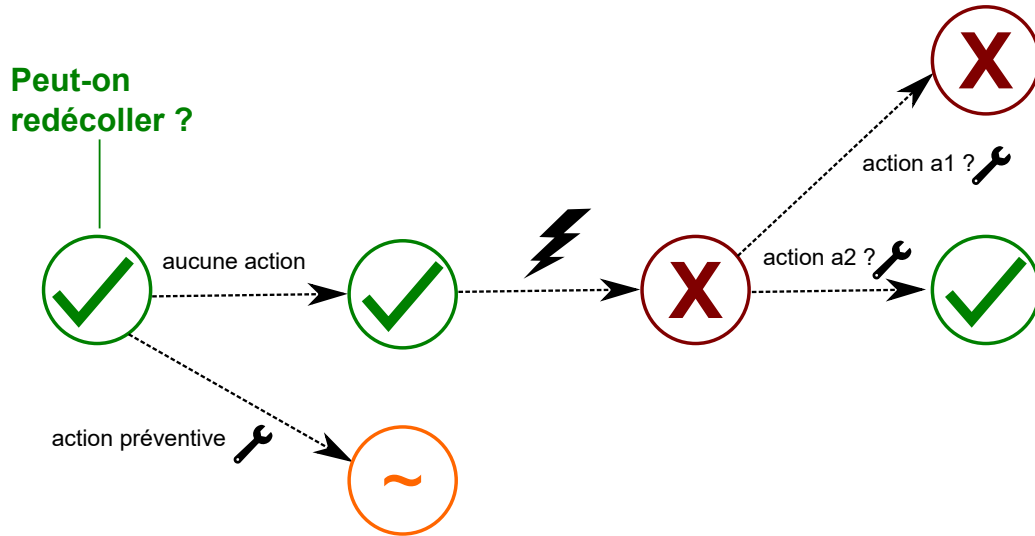 Peut-on
redécoller ?
action a1 ?
aucune action
action a2 ?
action préventive
X
X
~